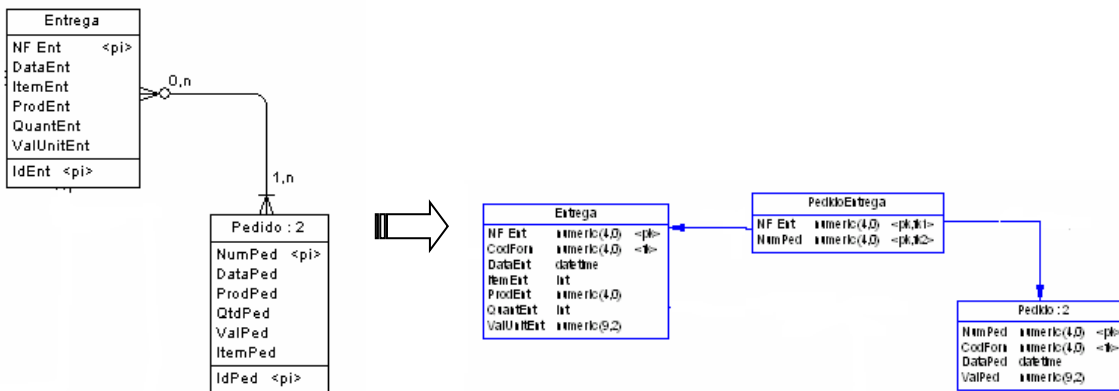 Entrega
NF Ent <pi>
DataEnt
ItemEnt
ProdEnt
QuantEnt
ValUnitEnt
IdEnt <pi>
0,n
1,n
Pedido : 2
NumPed <pi>
DataPed
ProdPed
QtdPed
ValPed
ItemPed
IdPed <pi>
Entrega
NF Ent numeric(4,0) <pk>
CodForn numeric(4,0) <fk>
DataEnt datetime
ItemEnt int
ProdEnt numeric(4,0)
QuantEnt int
ValUnitEnt numeric(9,2)
PedidoEntrega
NF Ent numeric(4,0) <pk,fk1>
NumPed numeric(4,0) <pk,fk2>
Pedido : 2
NumPed numeric(4,0) <pk>
CodForn numeric(4,0) <fk>
DataPed datetime
ValPed numeric(9,2)